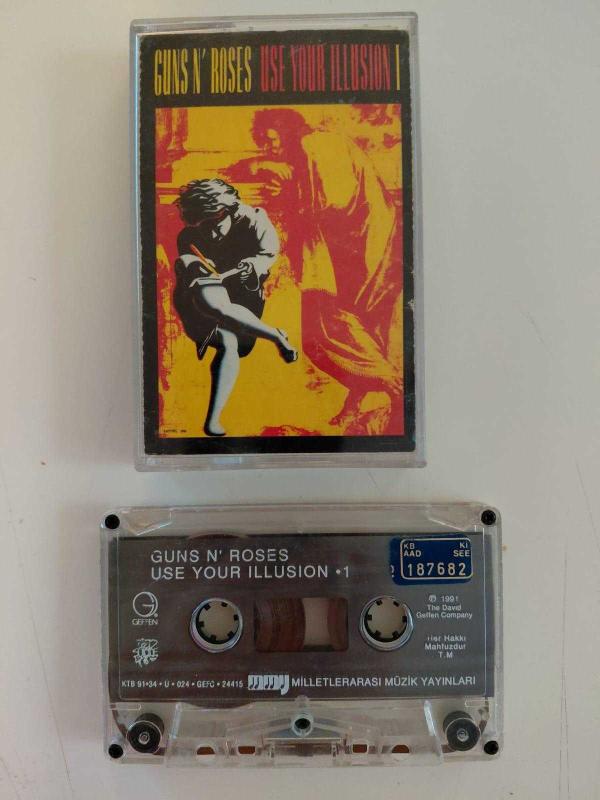 GUNS N' ROSES USE YOUR ILLUSION I
GUNS N' ROSES
USE YOUR ILLUSION •1
KB KI
AAD SEE
187682
GEFFEN
℗ 1991
The David
Geffen Company
Her Hakkı
Mahfuzdur
T.M
KTB 91•34 • U • 024 • GEFC • 24415
mmy MİLLETLERARASI MÜZİK YAYINLARI